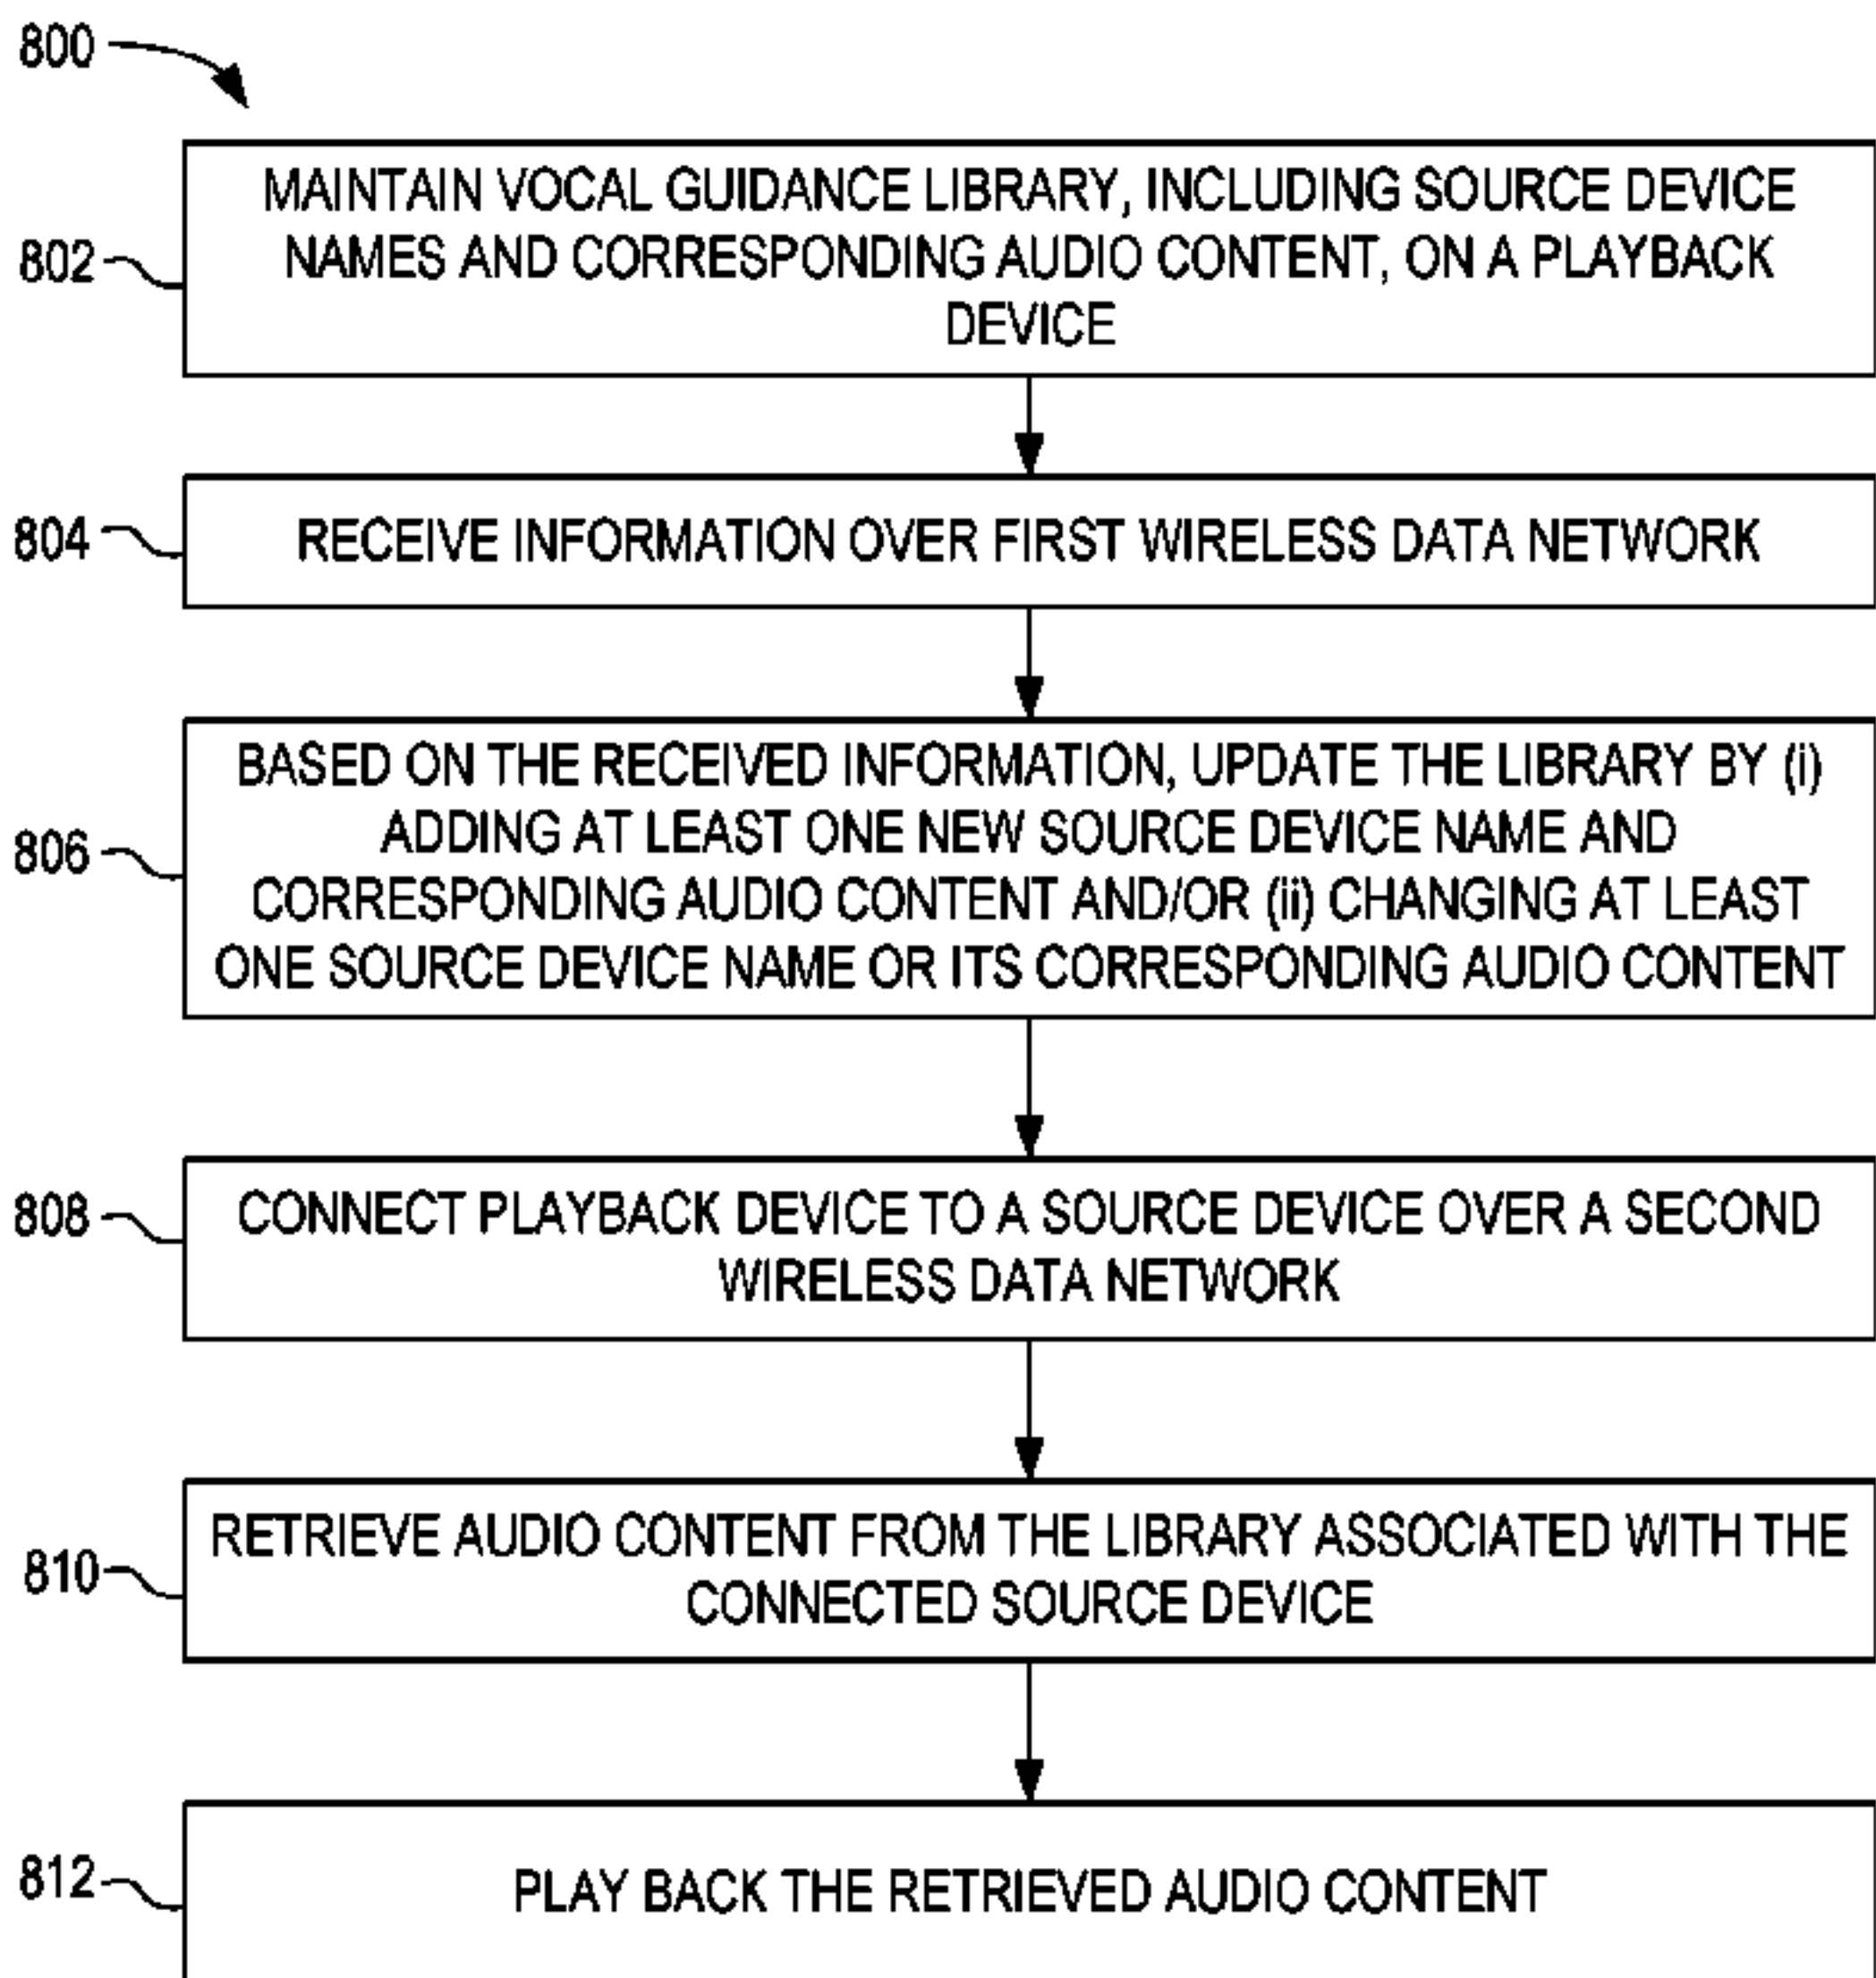 800
MAINTAIN VOCAL GUIDANCE LIBRARY, INCLUDING SOURCE DEVICE
NAMES AND CORRESPONDING AUDIO CONTENT, ON A PLAYBACK
DEVICE
802
RECEIVE INFORMATION OVER FIRST WIRELESS DATA NETWORK
804
BASED ON THE RECEIVED INFORMATION, UPDATE THE LIBRARY BY (i)
ADDING AT LEAST ONE NEW SOURCE DEVICE NAME AND
CORRESPONDING AUDIO CONTENT AND/OR (ii) CHANGING AT LEAST
ONE SOURCE DEVICE NAME OR ITS CORRESPONDING AUDIO CONTENT
806
CONNECT PLAYBACK DEVICE TO A SOURCE DEVICE OVER A SECOND
WIRELESS DATA NETWORK
808
RETRIEVE AUDIO CONTENT FROM THE LIBRARY ASSOCIATED WITH THE
CONNECTED SOURCE DEVICE
810
PLAY BACK THE RETRIEVED AUDIO CONTENT
812